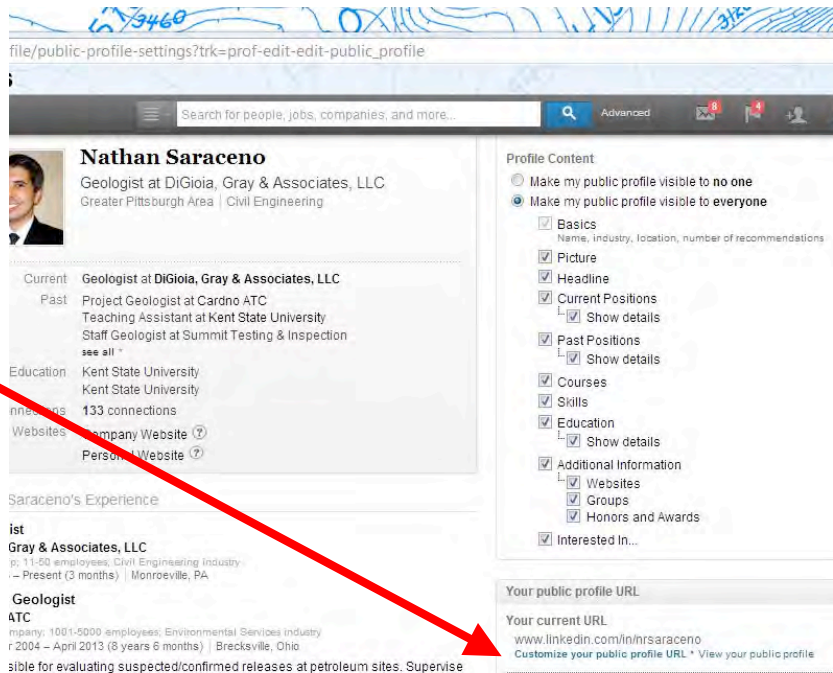 3460
3120
file/public-profile-settings?trk=prof-edit-edit-public_profile
s
Search for people, jobs, companies, and more...
Advanced
8
4
Nathan Saraceno
Geologist at DiGioia, Gray & Associates, LLC
Greater Pittsburgh Area | Civil Engineering
Current Geologist at DiGioia, Gray & Associates, LLC
Past Project Geologist at Cardno ATC
Teaching Assistant at Kent State University
Staff Geologist at Summit Testing & Inspection
see all
Education Kent State University
Kent State University
nnections 133 connections
Websites Company Website ?
Personal Website ?
Saraceno's Experience
ist
Gray & Associates, LLC
p; 11-50 employees; Civil Engineering industry
– Present (3 months) | Monroeville, PA
Geologist
ATC
mpany; 1001-5000 employees; Environmental Services industry
r 2004 – April 2013 (8 years 6 months) | Brecksville, Ohio
sible for evaluating suspected/confirmed releases at petroleum sites. Supervise
Profile Content
Make my public profile visible to no one
Make my public profile visible to everyone
Basics
Name, industry, location, number of recommendations
Picture
Headline
Current Positions
Show details
Past Positions
Show details
Courses
Skills
Education
Show details
Additional Information
Websites
Groups
Honors and Awards
Interested In...
Your public profile URL
Your current URL
www.linkedin.com/in/nrsaraceno
Customize your public profile URL • View your public profile